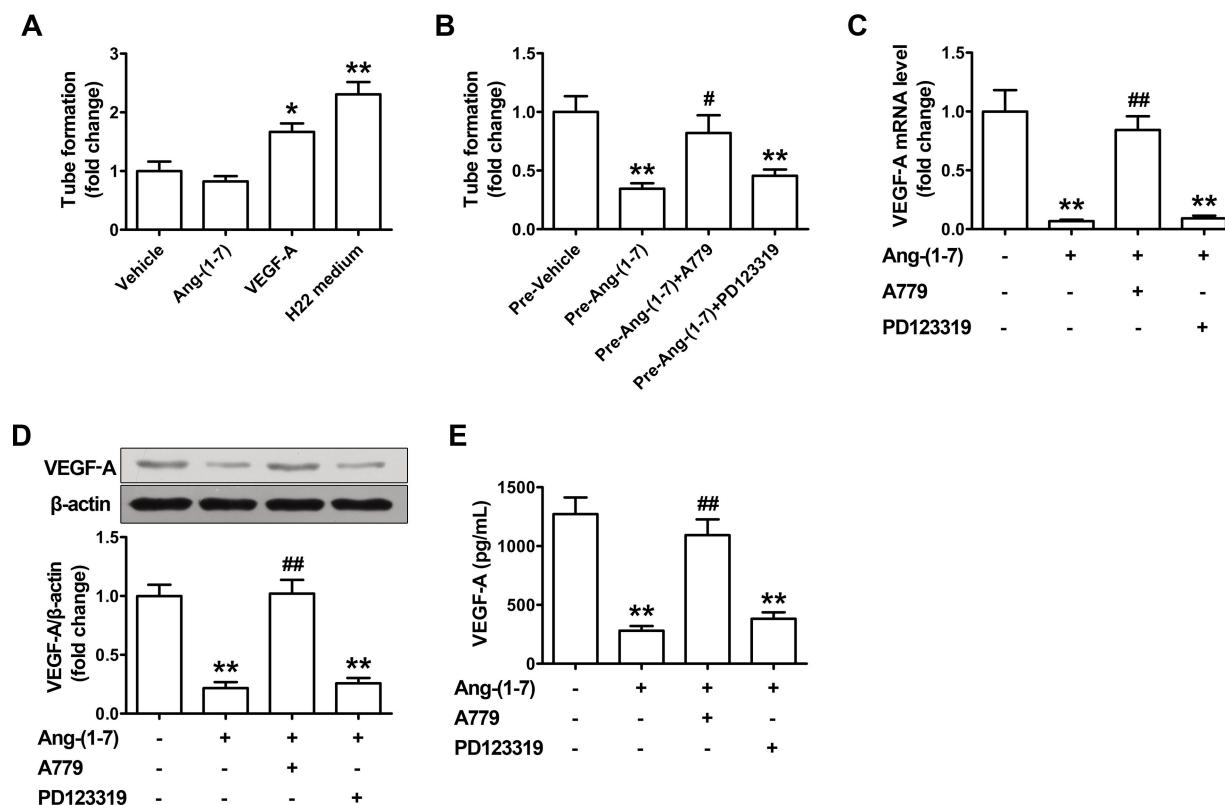 A
Tube formation
(fold change)
3
2
1
0
*
**
Vehicle
Ang-(1-7)
VEGF-A
H22 medium
B
Tube formation
(fold change)
1.5
1.0
0.5
0.0
**
#
**
Pre-Vehicle
Pre-Ang-(1-7)
Pre-Ang-(1-7)+A779
Pre-Ang-(1-7)+PD123319
C
VEGF-A mRNA level
(fold change)
1.5
1.0
0.5
0.0
**
##
**
Ang-(1-7) - + + +
A779 - - + -
PD123319 - - - +
D
VEGF-A
β-actin
VEGF-A/β-actin
(fold change)
1.5
1.0
0.5
0.0
**
##
**
Ang-(1-7) - + + +
A779 - - + -
PD123319 - - - +
E
VEGF-A (pg/mL)
1500
1000
500
0
**
##
**
Ang-(1-7) - + + +
A779 - - + -
PD123319 - - - +